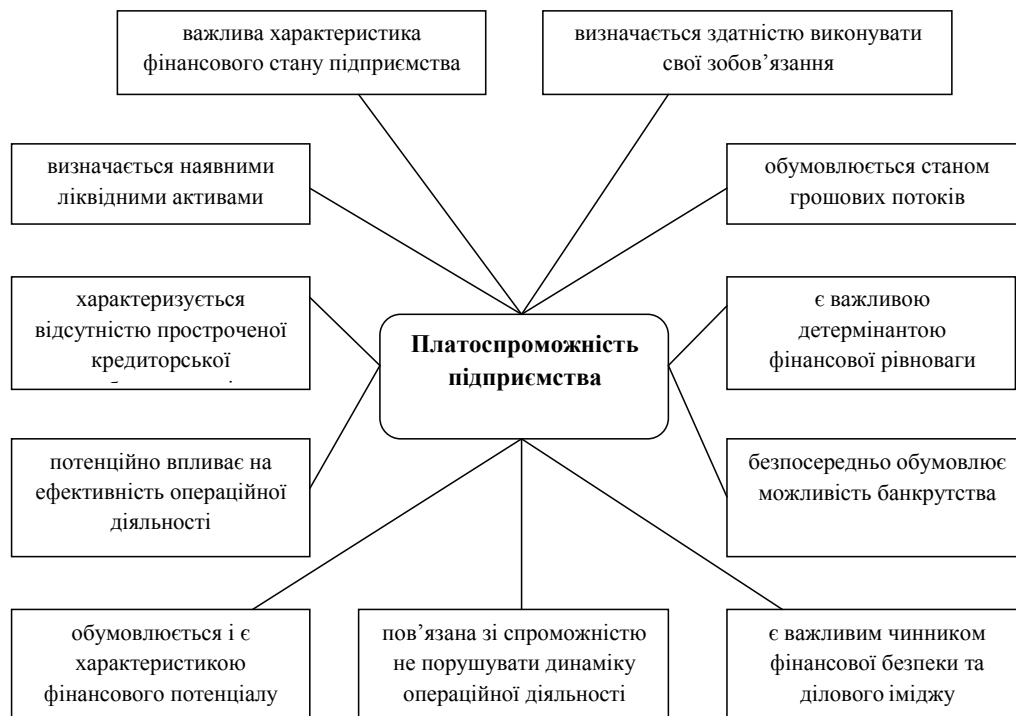 важлива характеристика
фінансового стану підприємства
визначається здатністю виконувати
свої зобов’язання
визначається наявними
ліквідними активами
обумовлюється станом
грошових потоків
характеризується
відсутністю простроченої
кредиторської
є важливою
детермінантою
фінансової рівноваги
Платоспроможність
підприємства
потенційно впливає на
ефективність операційної
діяльності
безпосередньо обумовлює
можливість банкрутства
обумовлюється і є
характеристикою
фінансового потенціалу
пов’язана зі спроможністю
не порушувати динаміку
операційної діяльності
є важливим чинником
фінансової безпеки та
ділового іміджу